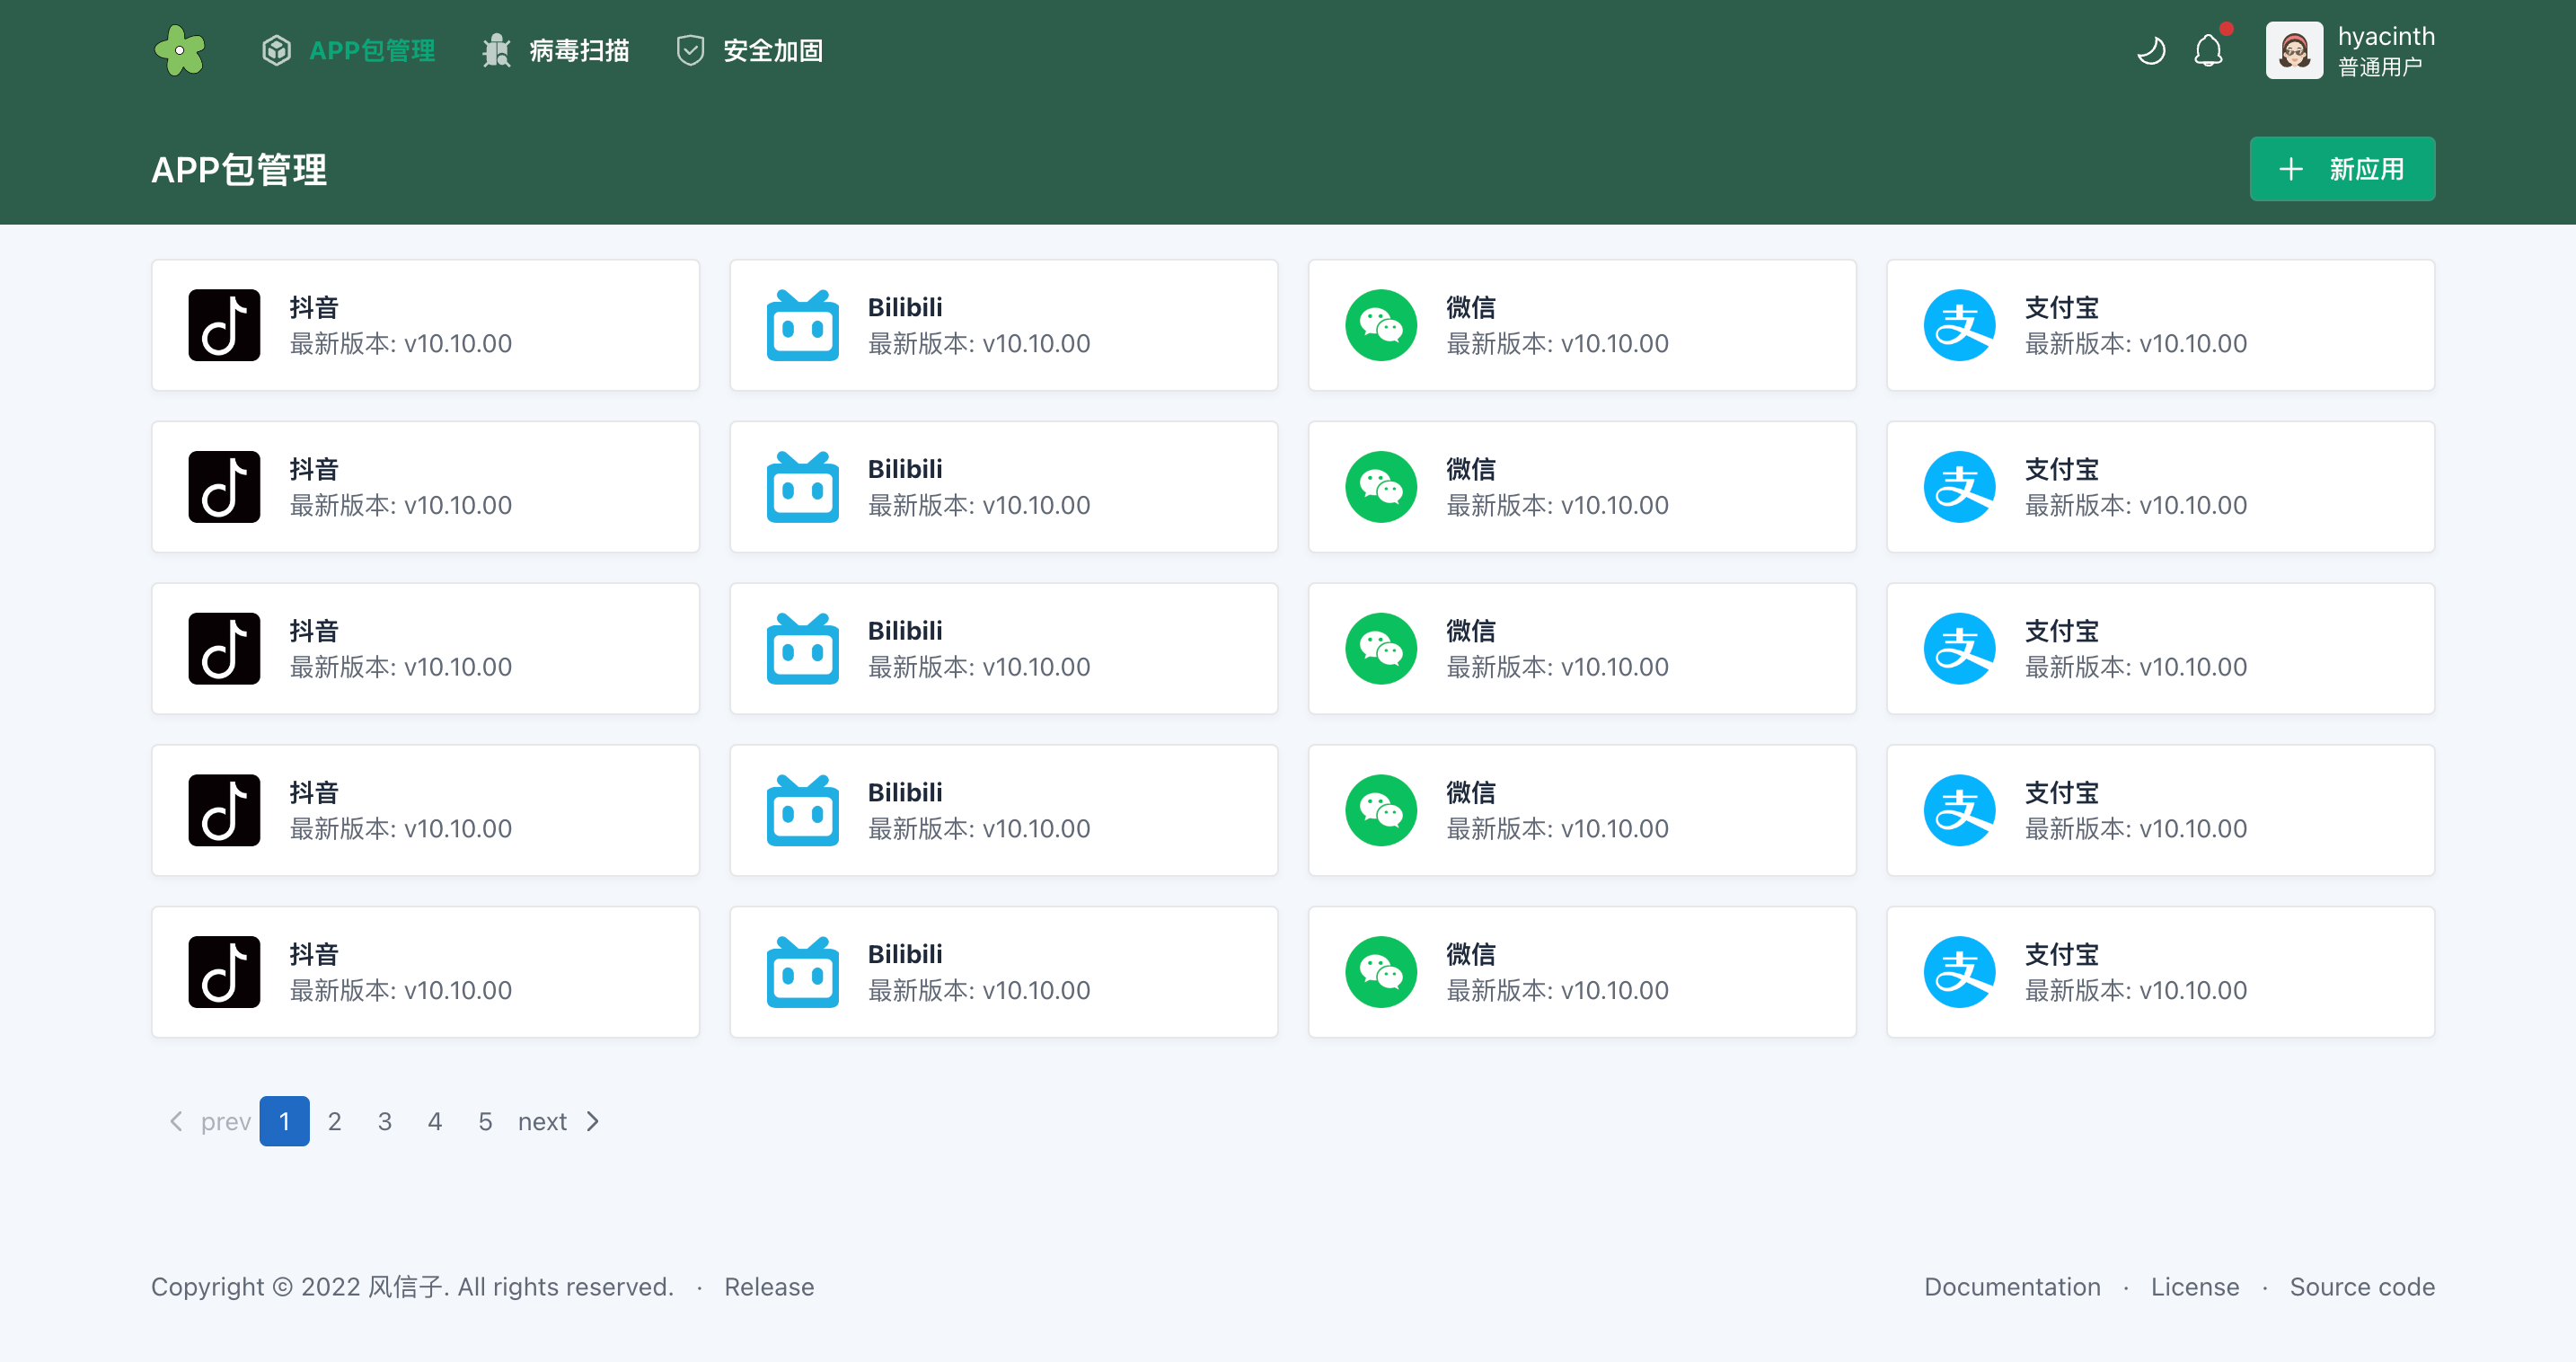 APP包管理 病毒扫描 安全加固 hyacinth
普通用户
APP包管理 新应用
抖音 Bilibili 微信 支付宝
最新版本: v10.10.00 最新版本: v10.10.00 最新版本: v10.10.00 最新版本: v10.10.00
抖音 Bilibili 微信 支付宝
最新版本: v10.10.00 最新版本: v10.10.00 最新版本: v10.10.00 最新版本: v10.10.00
抖音 Bilibili 微信 支付宝
最新版本: v10.10.00 最新版本: v10.10.00 最新版本: v10.10.00 最新版本: v10.10.00
抖音 Bilibili 微信 支付宝
最新版本: v10.10.00 最新版本: v10.10.00 最新版本: v10.10.00 最新版本: v10.10.00
抖音 Bilibili 微信 支付宝
最新版本: v10.10.00 最新版本: v10.10.00 最新版本: v10.10.00 最新版本: v10.10.00
prev 1 2 3 4 5 next
Copyright © 2022 风信子. All rights reserved. · Release Documentation · License · Source code